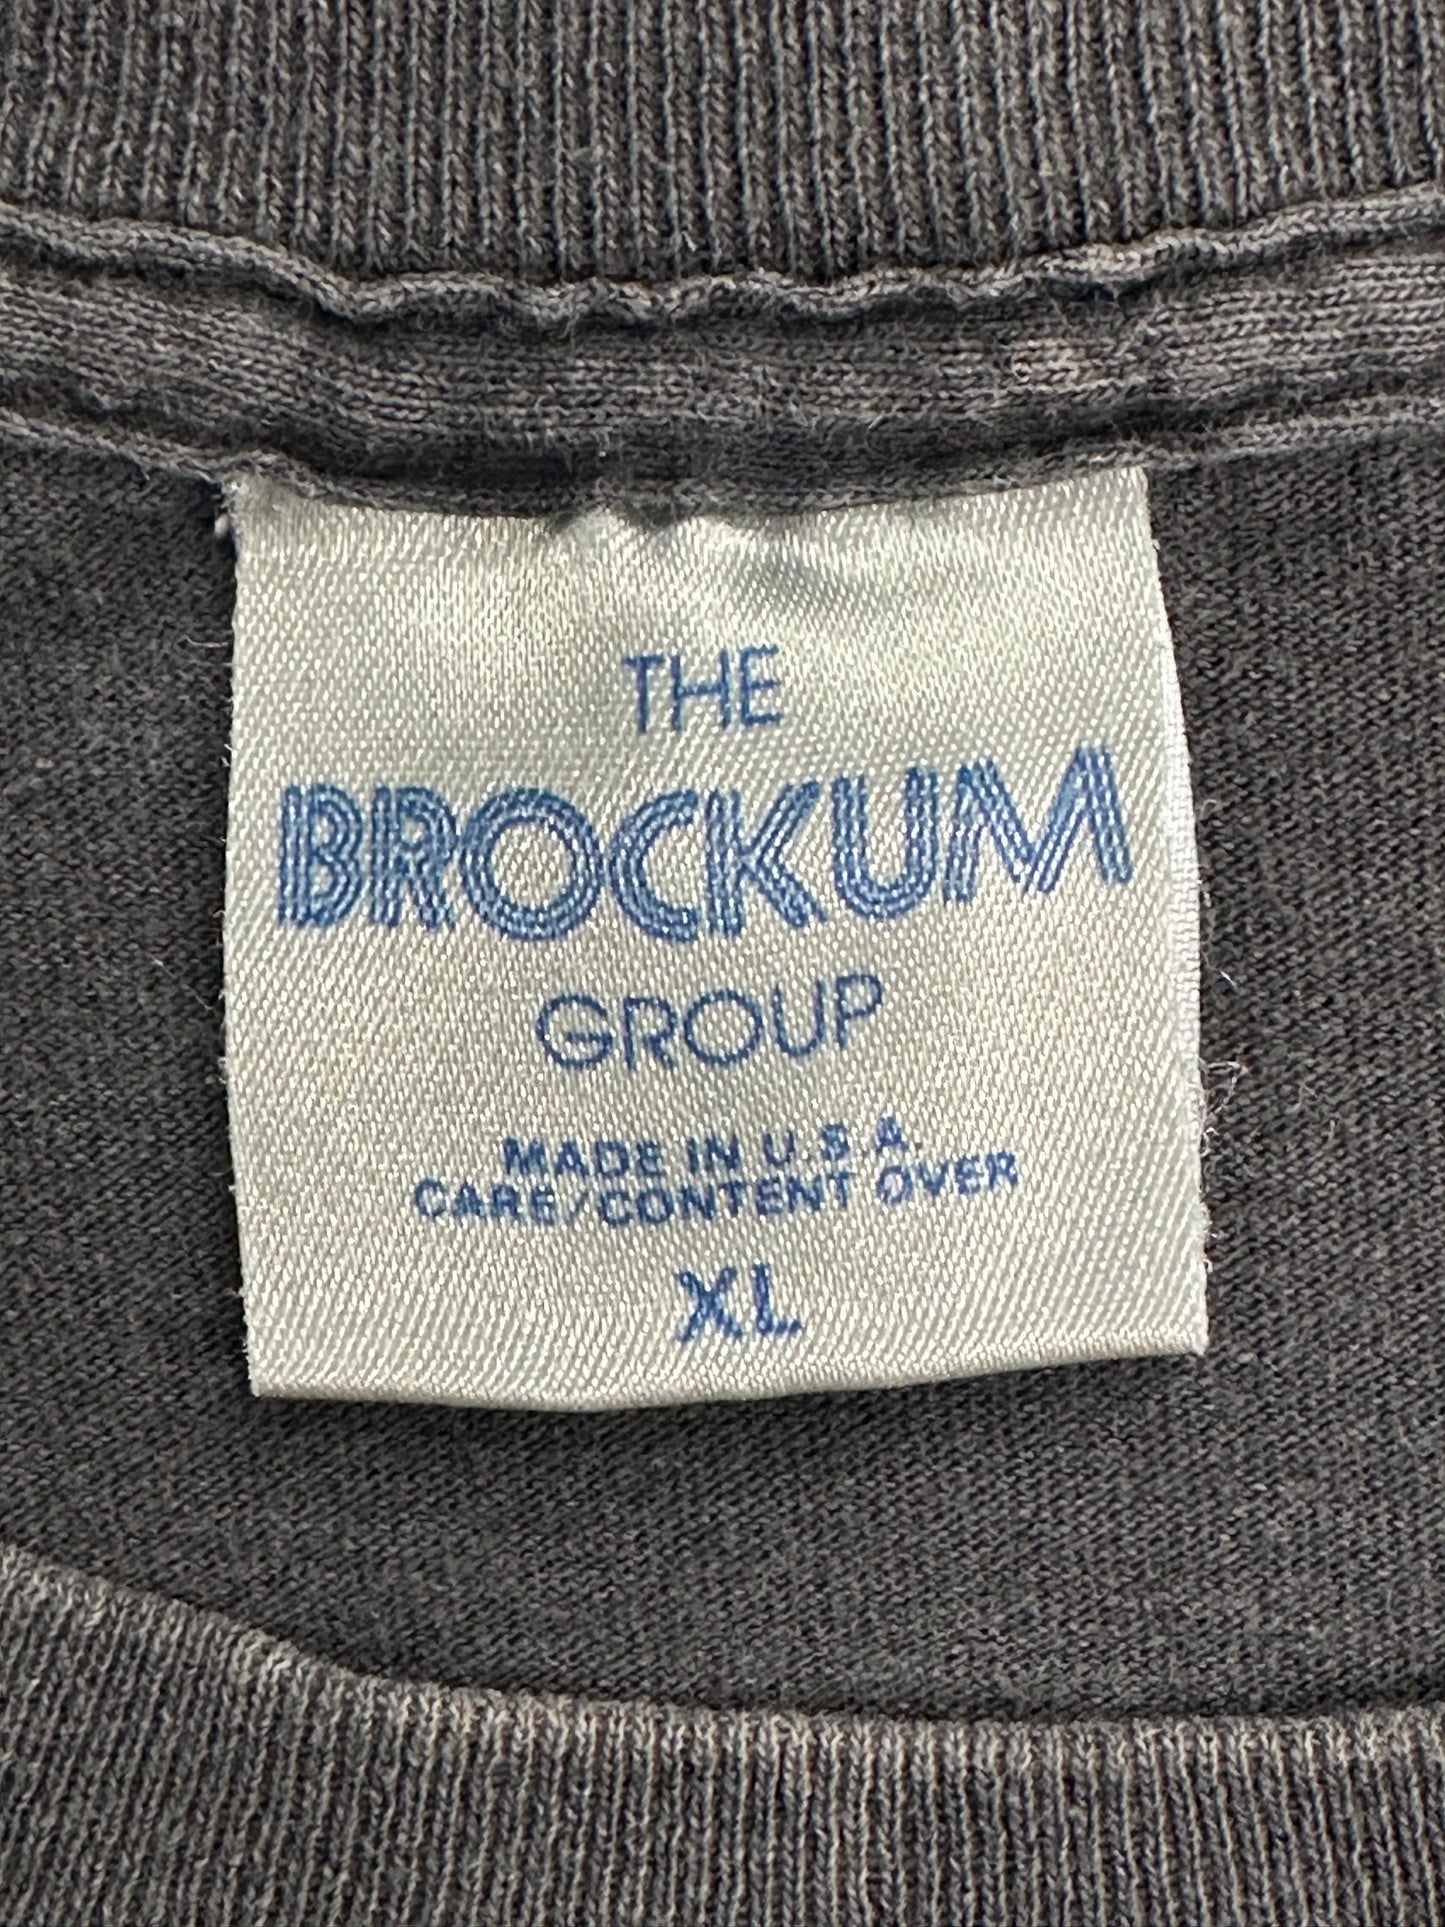 THE
BROCKUM
GROUP
MADE IN U.S.A.
CARE/CONTENT OVER
XL